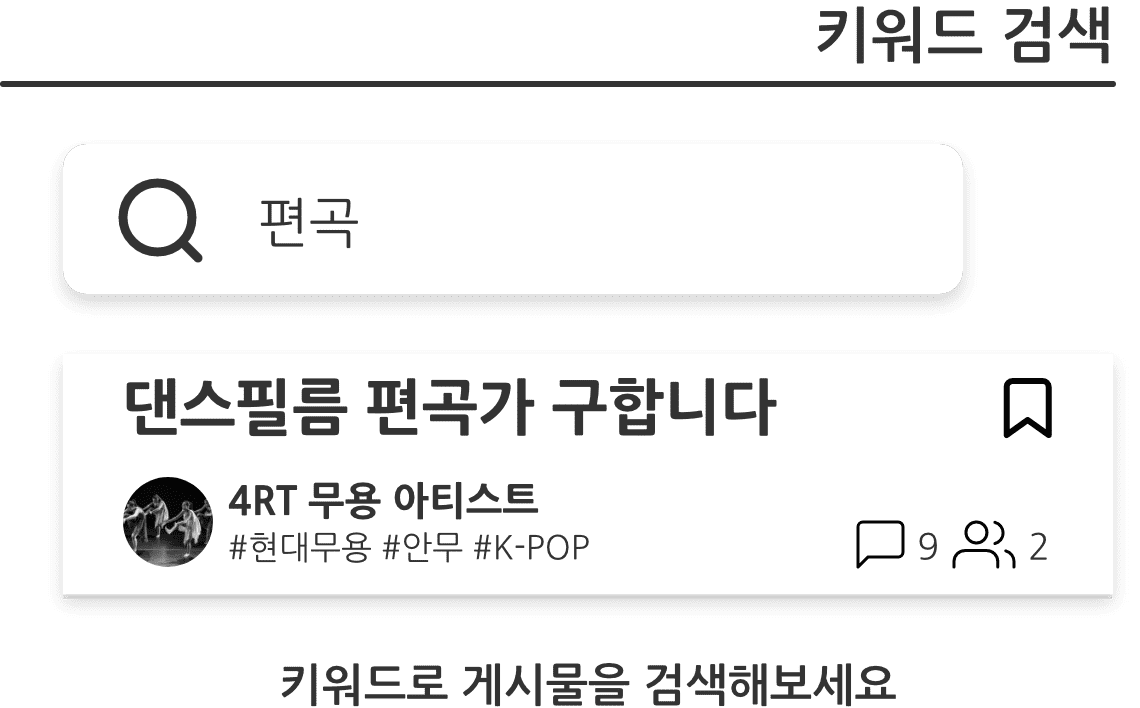 키워드 검색
편곡
댄스필름 편곡가 구합니다
4RT 무용 아티스트
#현대무용 #안무 #K-POP
9 2
키워드로 게시물을 검색해보세요